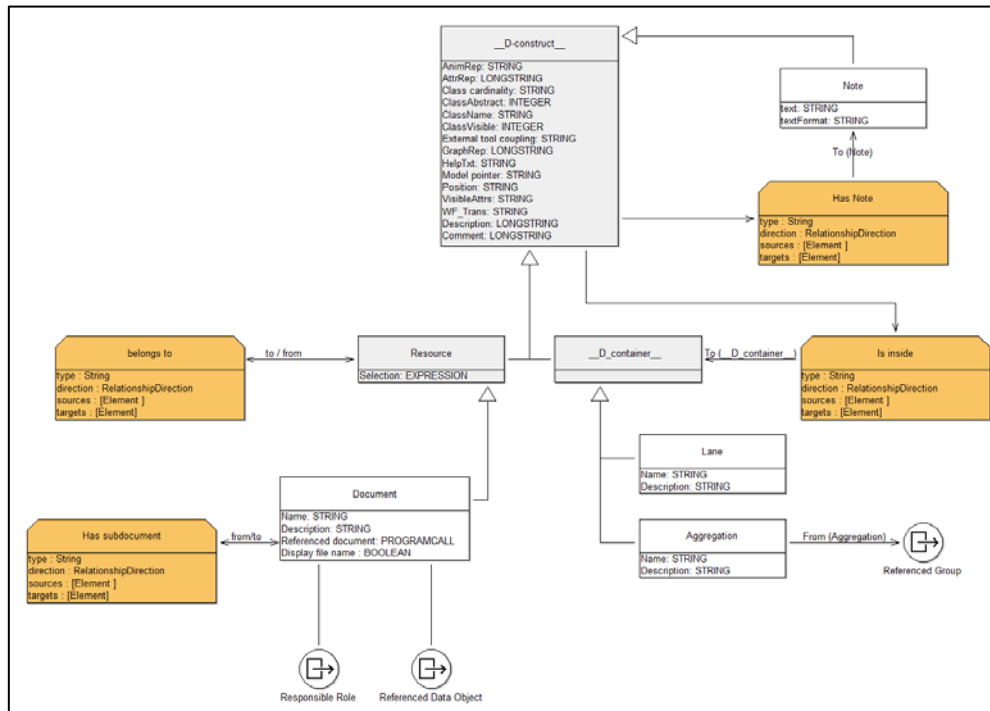 __D-construct__
AnimRep: STRING
AttrRep: LONGSTRING
Class cardinality: STRING
ClassAbstract: INTEGER
ClassName: STRING
ClassVisible: INTEGER
External tool coupling: STRING
GraphRep: LONGSTRING
HelpTxt: STRING
Model pointer: STRING
Position: STRING
VisibleAttrs: STRING
WF_Trans: STRING
Description: LONGSTRING
Comment: LONGSTRING
Note
text: STRING
textFormat: STRING
To (Note)
Has Note
type : String
direction : RelationshipDirection
sources : [Element ]
targets : [Element]
belongs to
type : String
direction : RelationshipDirection
sources : [Element ]
targets : [Element]
to / from
Resource
Selection: EXPRESSION
__D_container__
To (__D_container__)
Is inside
type : String
direction : RelationshipDirection
sources : [Element ]
targets : [Element]
Lane
Name: STRING
Description: STRING
Document
Name: STRING
Description: STRING
Referenced document: PROGRAMCALL
Display file name : BOOLEAN
Has subdocument
type : String
direction : RelationshipDirection
sources : [Element ]
targets : [Element]
from/to
Aggregation
Name: STRING
Description: STRING
From (Aggregation)
Referenced Group
Responsible Role
Referenced Data Object